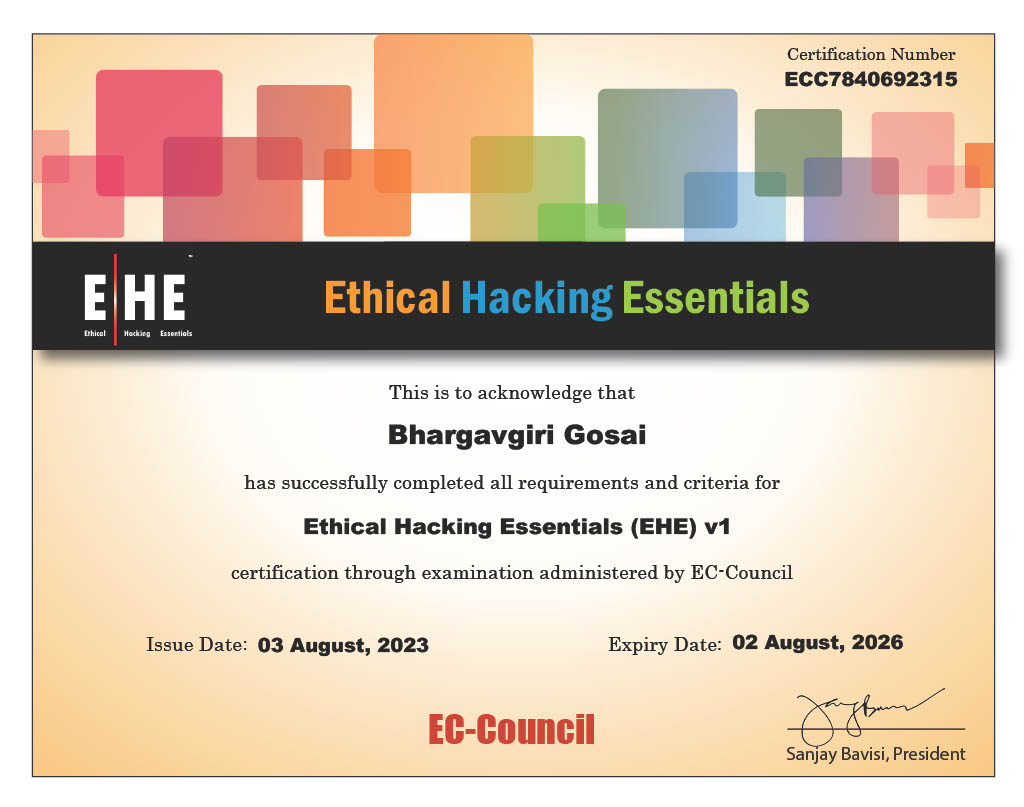 Certification Number
ECC7840692315
EHE
Ethical Hacking Essentials
™
Ethical Hacking Essentials
This is to acknowledge that
Bhargavgiri Gosai
has successfully completed all requirements and criteria for
Ethical Hacking Essentials (EHE) v1
certification through examination administered by EC-Council
Issue Date: 03 August, 2023
Expiry Date: 02 August, 2026
EC-Council
Sanjay Bavisi, President